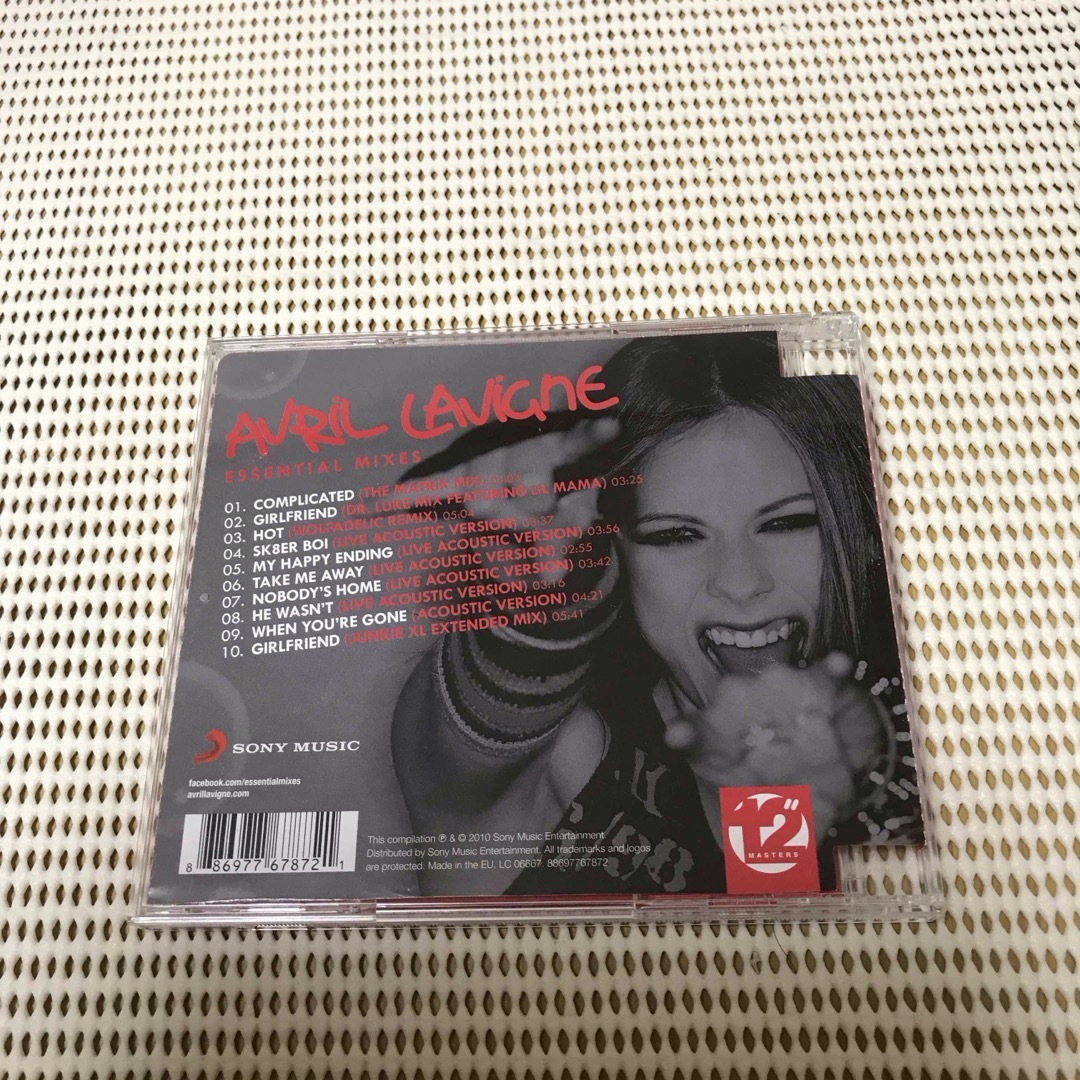 AVRIL LAVIGNE
ESSENTIAL MIXES
01. COMPLICATED (THE MATRIX MIX) 04:05
02. GIRLFRIEND (DR. LUKE MIX FEATURING LIL MAMA) 03:25
03. HOT (WOLFADELIC REMIX) 05:04
04. SK8ER BOI (LIVE ACOUSTIC VERSION) 03:37
05. MY HAPPY ENDING (LIVE ACOUSTIC VERSION) 03:56
06. TAKE ME AWAY (LIVE ACOUSTIC VERSION) 02:55
07. NOBODY'S HOME (LIVE ACOUSTIC VERSION) 03:42
08. HE WASN'T (LIVE ACOUSTIC VERSION) 03:16
09. WHEN YOU'RE GONE (ACOUSTIC VERSION) 04:21
10. GIRLFRIEND (JUNKIE XL EXTENDED MIX) 05:41
SONY MUSIC
facebook.com/essentialmixes
avrillavigne.com
8 86977 67872 1
This compilation ℗ & © 2010 Sony Music Entertainment.
Distributed by Sony Music Entertainment. All trademarks and logos
are protected. Made in the EU. LC 06667. 88697767872
12"
MASTERS